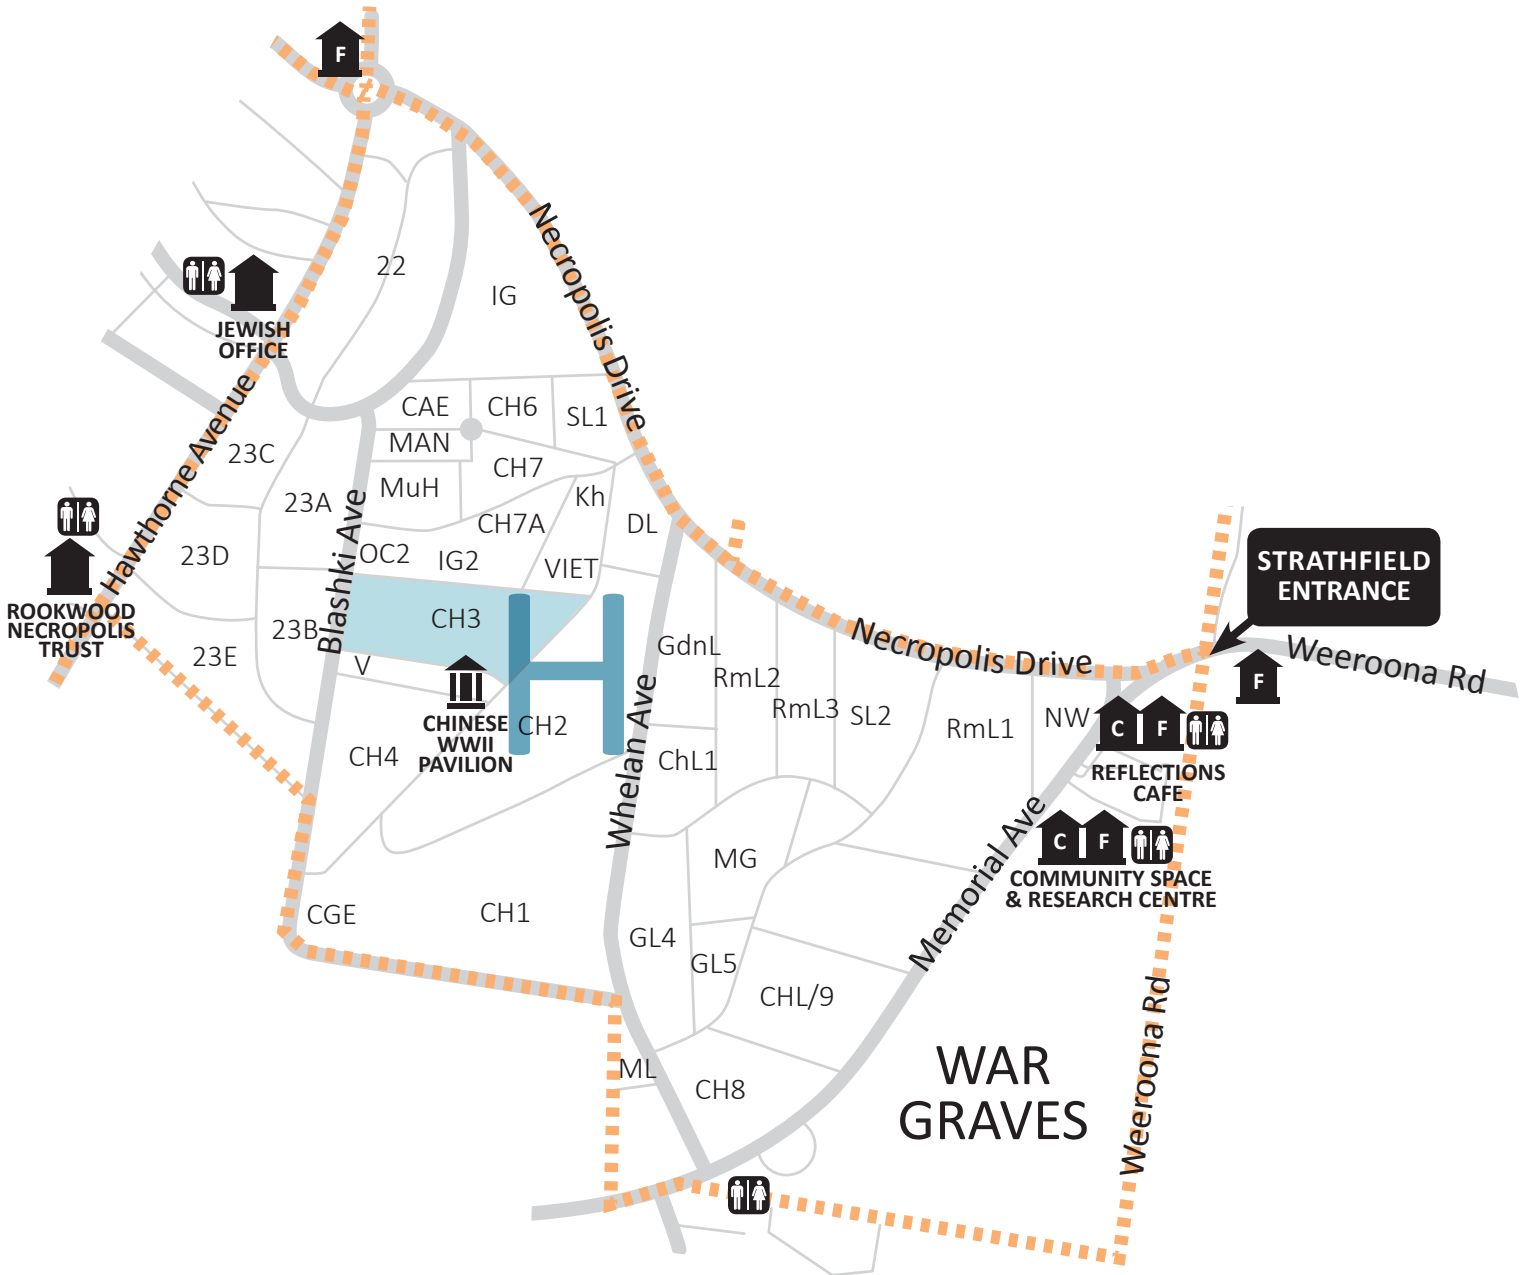 F
22
IG
Necropolis Drive
JEWISH
OFFICE
CAE
CH6
SL1
MAN
23C
CH7
MuH
23A
Kh
Hawthorne Avenue
Blashki Ave
CH7A
DL
OC2
IG2
VIET
23D
STRATHFIELD
ENTRANCE
ROOKWOOD
NECROPOLIS
TRUST
CH3
H
23B
23E
V
GdnL
RmL2
Necropolis Drive
Weeroona Rd
F
RmL3
SL2
RmL1
NW
C F
CHINESE
WWII
PAVILION
CH2
CH4
Whelan Ave
ChL1
REFLECTIONS
CAFE
C F
MG
COMMUNITY SPACE
& RESEARCH CENTRE
Memorial Ave
CGE
CH1
GL4
GL5
CHL/9
Weeroona Rd
ML
CH8
WAR
GRAVES